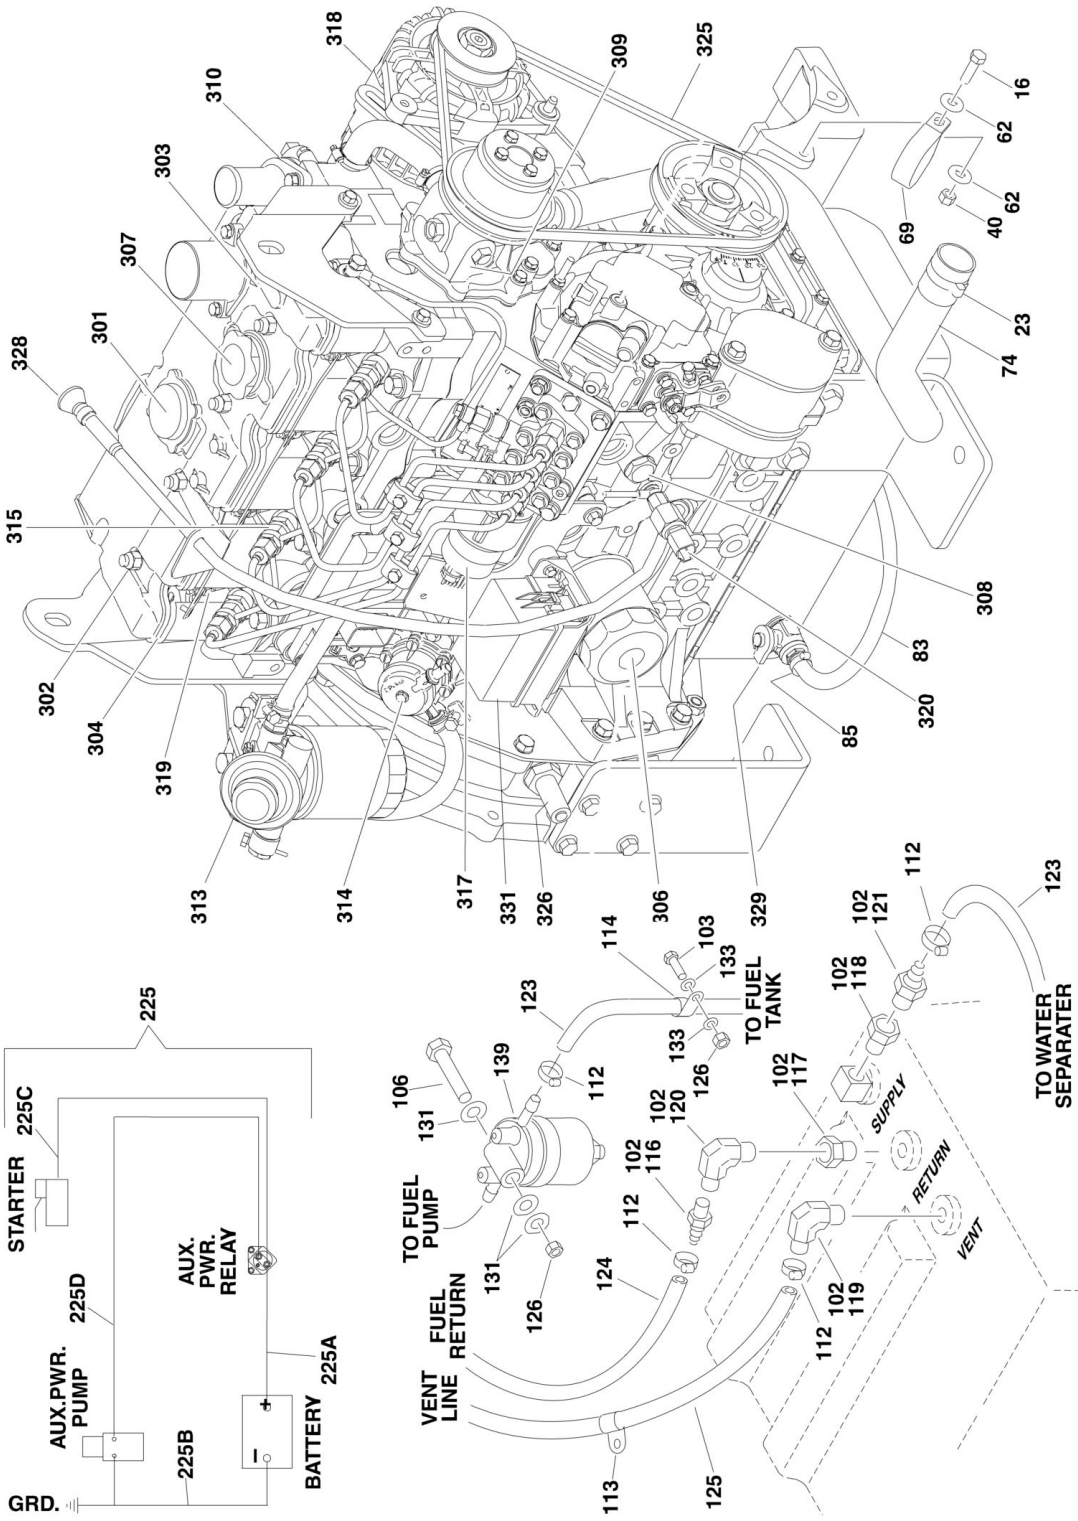 328
301
307
303
310
318
309
325
16
62
62
40
69
23
74
315
302
304
319
313
314
317
331
326
306
329
85
320
83
308
225
225C
STARTER
225D
AUX.
PWR.
RELAY
AUX.PWR.
PUMP
225A
225B
BATTERY
GRD.
+
–
106
131
139
123
112
114
103
133
133
126
TO FUEL
TANK
TO FUEL
PUMP
131
126
FUEL
RETURN
VENT
LINE
124
112
102
116
102
120
102
117
102
118
102
121
112
123
TO WATER
SEPARATER
SUPPLY
RETURN
VENT
102
119
112
125
113